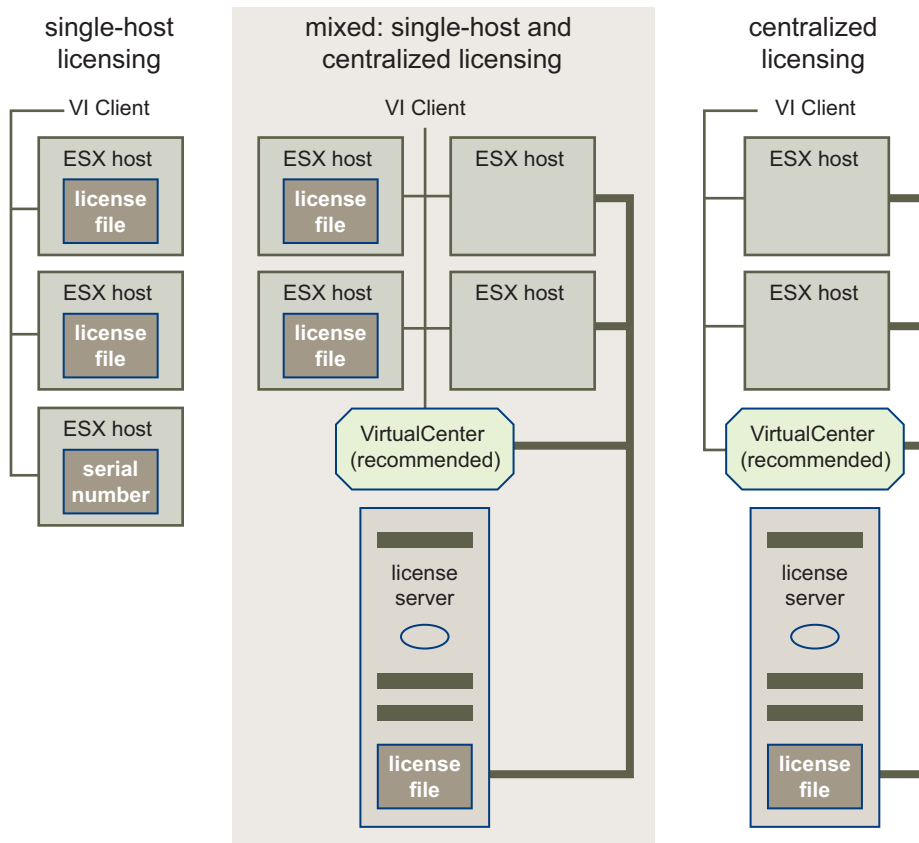 single-host
licensing
VI Client
ESX host
license
file
ESX host
license
file
ESX host
serial
number
mixed: single-host and
centralized licensing
VI Client
ESX host
license
file
ESX host
ESX host
license
file
ESX host
VirtualCenter
(recommended)
license
server
license
file
centralized
licensing
VI Client
ESX host
ESX host
VirtualCenter
(recommended)
license
server
license
file